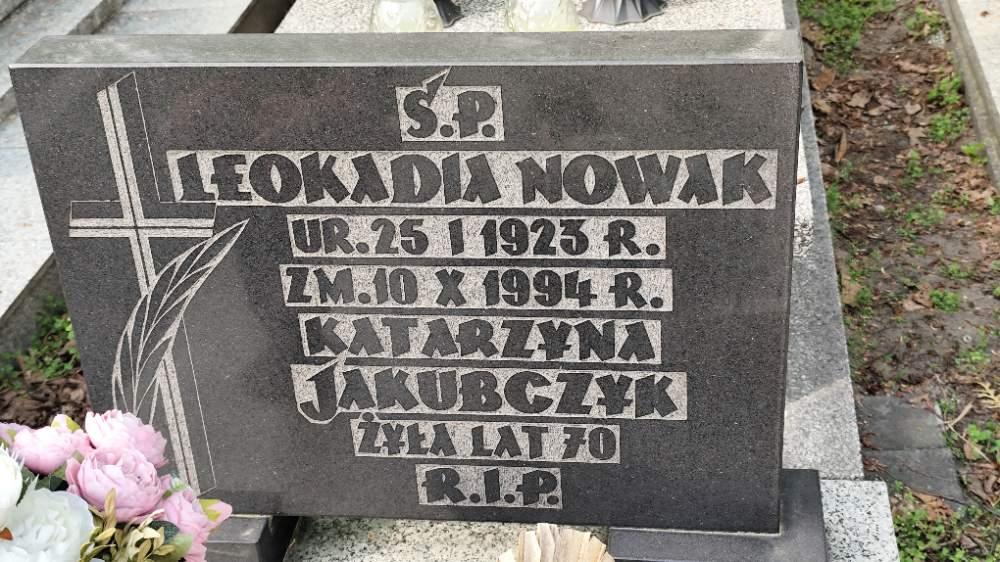 Ś.P.
LEOKADIA NOWAK
UR. 25 I 1923 R.
ZM. 10 X 1994 R.
KATARZYNA
JAKUBCZYK
ŻYŁA LAT 70
R.I.P.